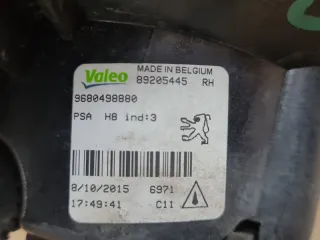 Valeo
MADE IN BELGIUM
89205445 RH
9680498880
PSA H8 ind:3
8/10/2015 6971
17:49:41 C11